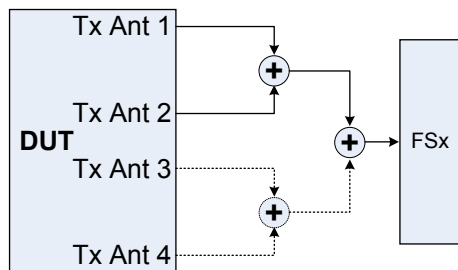 Tx Ant 1
Tx Ant 2
DUT
Tx Ant 3
Tx Ant 4
+
+
+
FSx